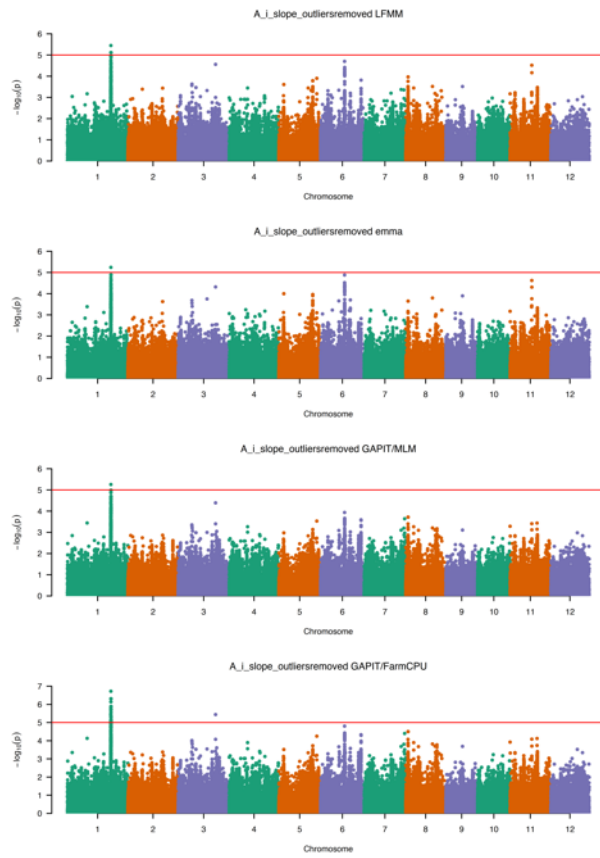 A_i_slope_outliersremoved LFMM
6
5
4
3
2
1
0
−log10(p)
1 2 3 4 5 6 7 8 9 10 11 12
Chromosome
A_i_slope_outliersremoved emma
6
5
4
3
2
1
0
−log10(p)
1 2 3 4 5 6 7 8 9 10 11 12
Chromosome
A_i_slope_outliersremoved GAPIT/MLM
6
5
4
3
2
1
0
−log10(p)
1 2 3 4 5 6 7 8 9 10 11 12
Chromosome
A_i_slope_outliersremoved GAPIT/FarmCPU
7
6
5
4
3
2
1
0
−log10(p)
1 2 3 4 5 6 7 8 9 10 11 12
Chromosome